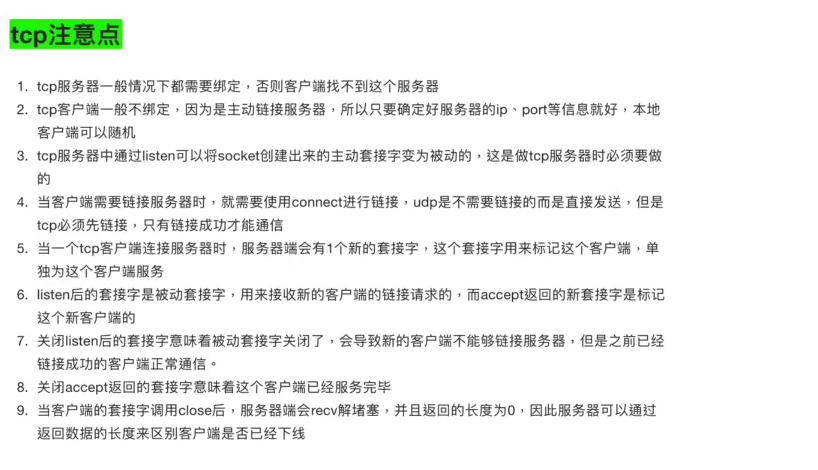 tcp注意点
1. tcp服务器一般情况下都需要绑定，否则客户端找不到这个服务器
2. tcp客户端一般不绑定，因为是主动链接服务器，所以只要确定好服务器的ip、port等信息就好，本地
客户端可以随机
3. tcp服务器中通过listen可以将socket创建出来的主动套接字变为被动的，这是做tcp服务器时必须要做
的
4. 当客户端需要链接服务器时，就需要使用connect进行链接，udp是不需要链接的而是直接发送，但是
tcp必须先链接，只有链接成功才能通信
5. 当一个tcp客户端连接服务器时，服务器端会有1个新的套接字，这个套接字用来标记这个客户端，单
独为这个客户端服务
6. listen后的套接字是被动套接字，用来接收新的客户端的链接请求的，而accept返回的新套接字是标记
这个新客户端的
7. 关闭listen后的套接字意味着被动套接字关闭了，会导致新的客户端不能够链接服务器，但是之前已经
链接成功的客户端正常通信。
8. 关闭accept返回的套接字意味着这个客户端已经服务完毕
9. 当客户端的套接字调用close后，服务器端会recv解堵塞，并且返回的长度为0，因此服务器可以通过
返回数据的长度来区别客户端是否已经下线